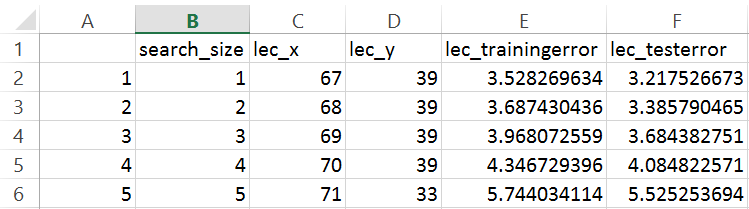 A B C D E F
1 search_size lec_x lec_y lec_trainingerror lec_testerror
2 1 1 67 39 3.528269634 3.217526673
3 2 2 68 39 3.687430436 3.385790465
4 3 3 69 39 3.968072559 3.684382751
5 4 4 70 39 4.346729396 4.084822571
6 5 5 71 33 5.744034114 5.525253694